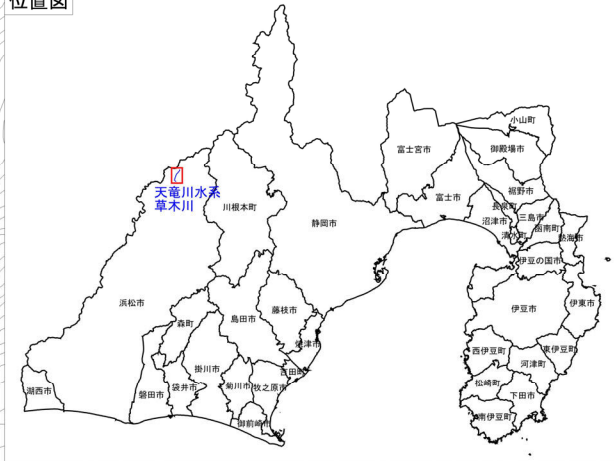 位置図
小山町
御殿場市
富士宮市
裾野市
富士市
長泉町
三島市
沼津市
函南町
熱海市
清水町
伊豆の国市
天竜川水系
草木川
川根本町
静岡市
浜松市
伊豆市
伊東市
森町
島田市
藤枝市
焼津市
西伊豆町
東伊豆町
河津町
掛川市
吉田町
湖西市
磐田市
袋井市
菊川市
牧之原市
松崎町
下田市
御前崎市
南伊豆町